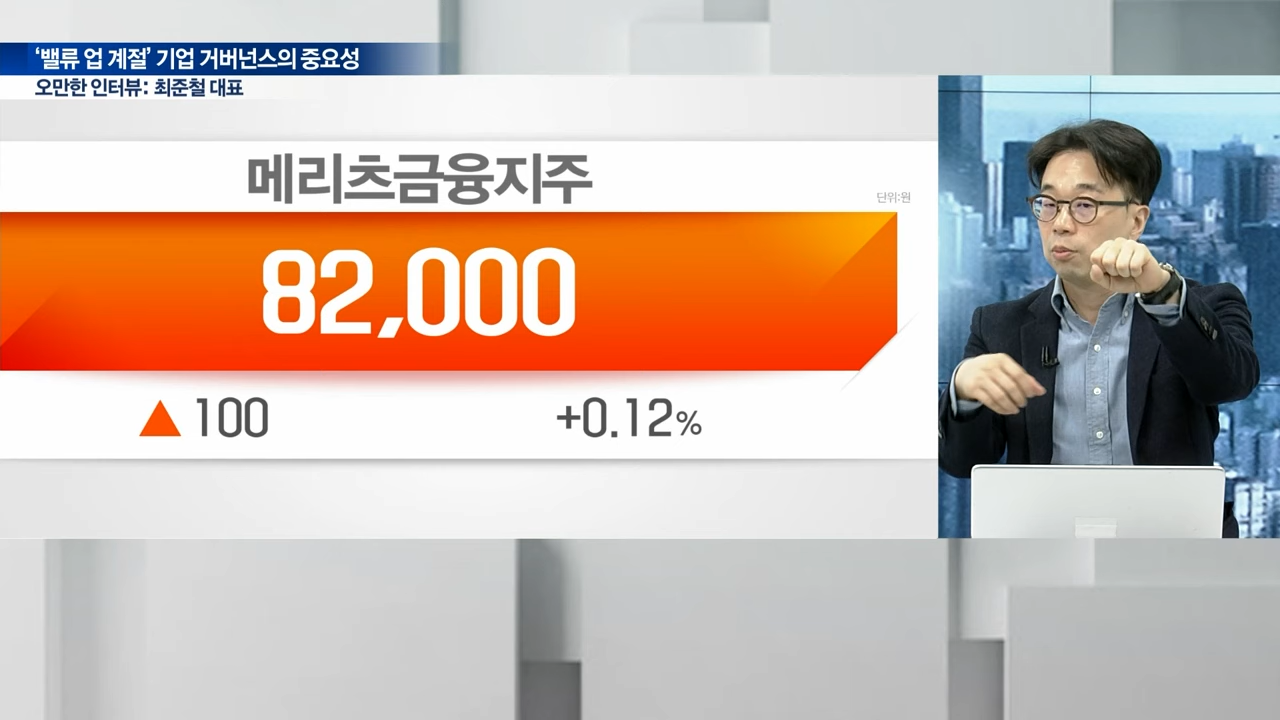 ‘밸류 업 계절’ 기업 거버넌스의 중요성
오만한 인터뷰: 최준철 대표
메리츠금융지주
단위:원
82,000
▲ 100 +0.12%